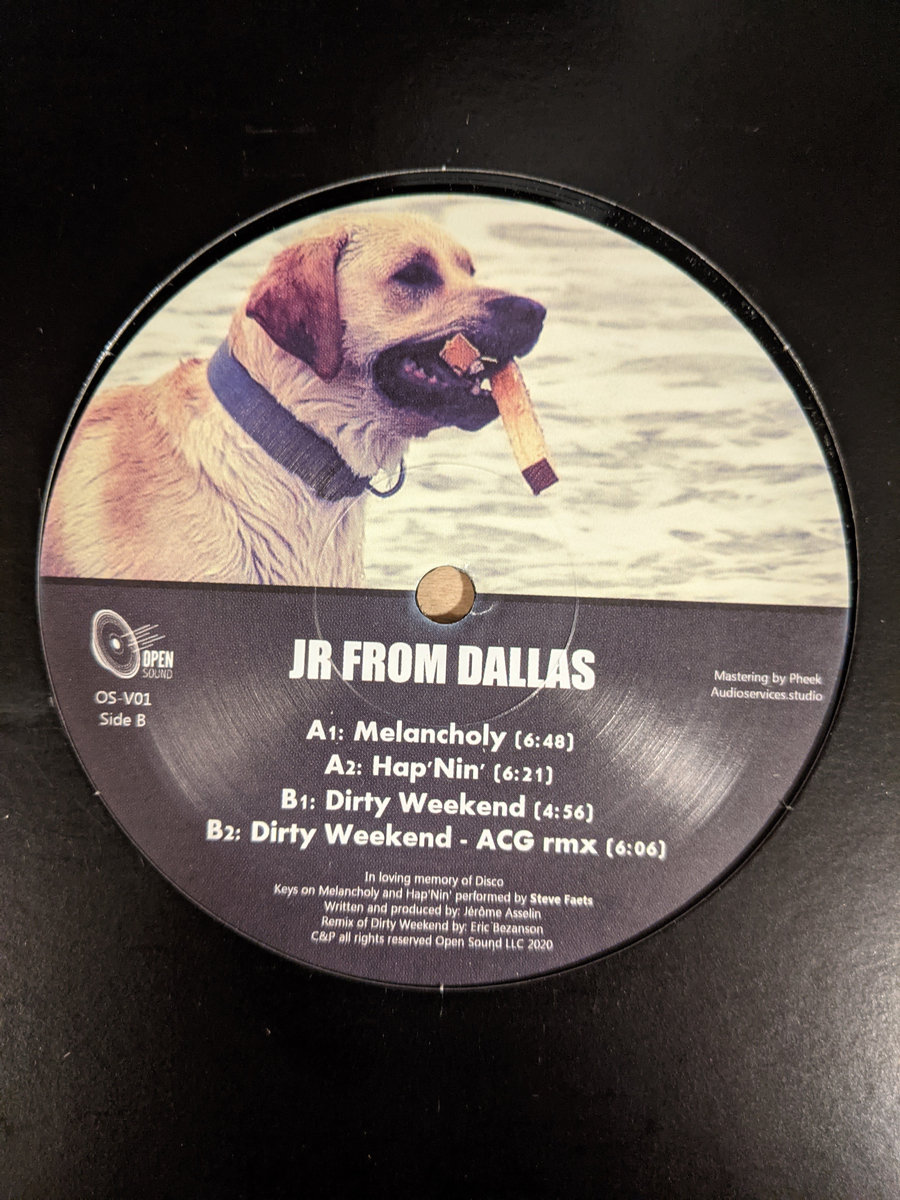 OPEN
SOUND
OS-V01
Side B
JR FROM DALLAS
Mastering by Pheek
Audioservices.studio
A1: Melancholy (6:48)
A2: Hap'Nin' (6:21)
B1: Dirty Weekend (4:56)
B2: Dirty Weekend - ACG rmx (6:06)
In loving memory of Disco
Keys on Melancholy and Hap'Nin' performed by Steve Faets
Written and produced by: Jérôme Asselin
Remix of Dirty Weekend by: Eric Bezanson
C&P all rights reserved Open Sound LLC 2020